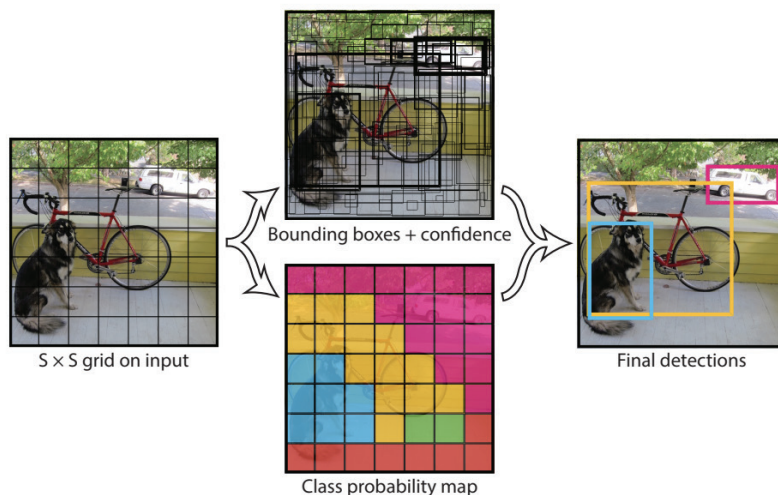 Bounding boxes + confidence
S × S grid on input
Final detections
Class probability map